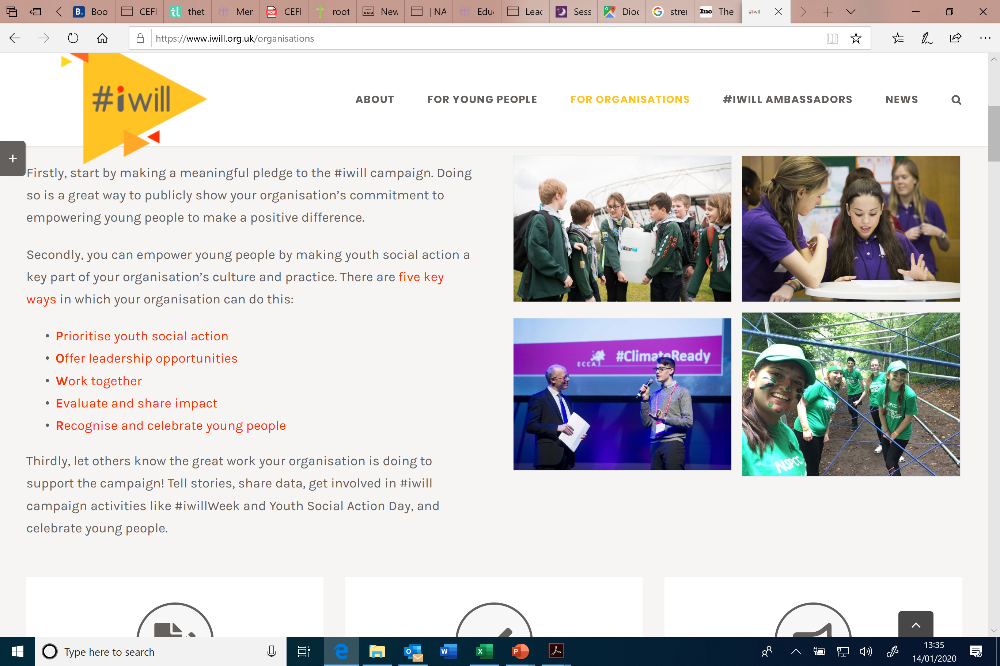 Boo
CEFI
thet
Mer
CEFI
root
New
| NA
Edu
Leac
Sess
Dioc
strer
Inc The
#iwill
https://www.iwill.org.uk/organisations
#iwill
ABOUT
FOR YOUNG PEOPLE
FOR ORGANISATIONS
#IWILL AMBASSADORS
NEWS
Firstly, start by making a meaningful pledge to the #iwill campaign. Doing
so is a great way to publicly show your organisation's commitment to
empowering young people to make a positive difference.
Secondly, you can empower young people by making youth social action a
key part of your organisation's culture and practice. There are five key
ways in which your organisation can do this:
• Prioritise youth social action
• Offer leadership opportunities
• Work together
• Evaluate and share impact
• Recognise and celebrate young people
Thirdly, let others know the great work your organisation is doing to
support the campaign! Tell stories, share data, get involved in #iwill
campaign activities like #iwillWeek and Youth Social Action Day, and
celebrate young people.
WaterAid
ECCA
#ClimateReady
NSPCC
NSPCC
Type here to search
13:35
14/01/2020